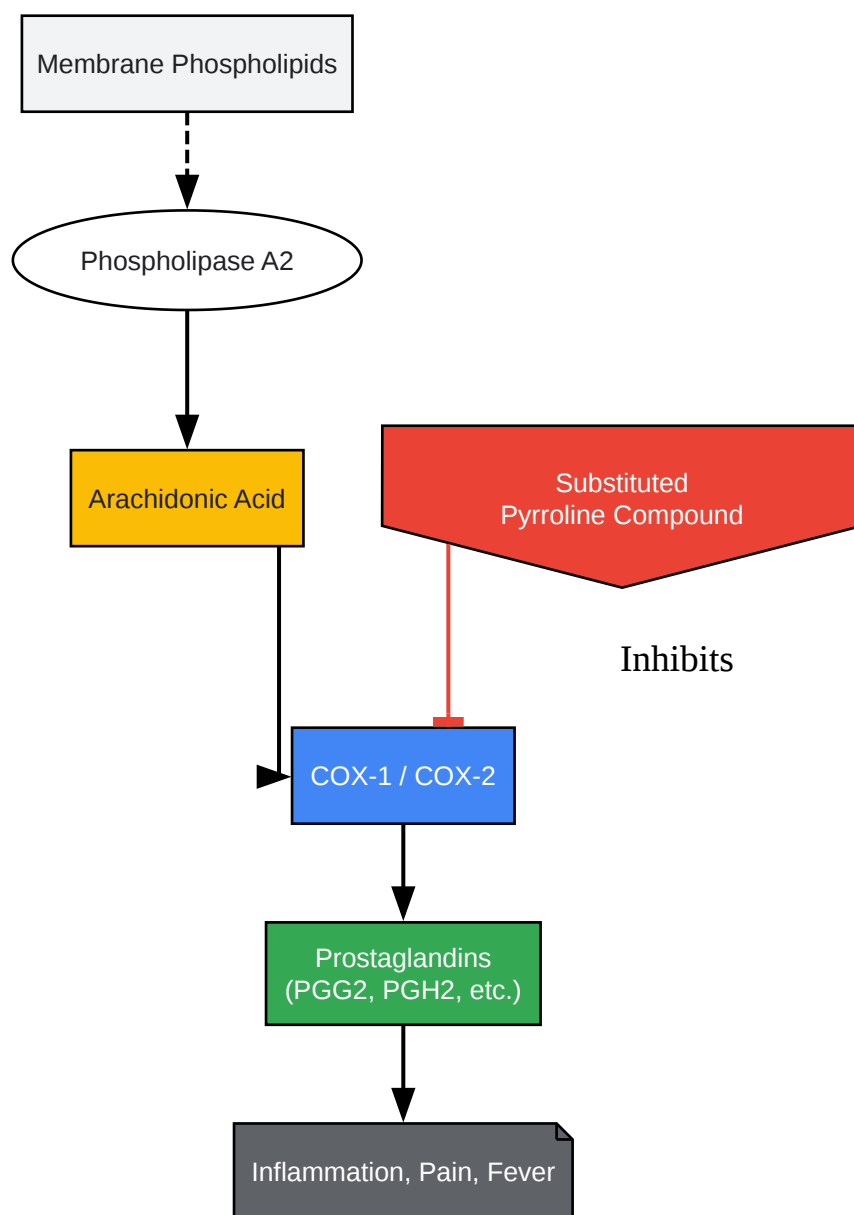 Membrane Phospholipids
Phospholipase A2
Arachidonic Acid
Substituted
Pyrroline Compound
Inhibits
COX-1 / COX-2
Prostaglandins
(PGG2, PGH2, etc.)
Inflammation, Pain, Fever